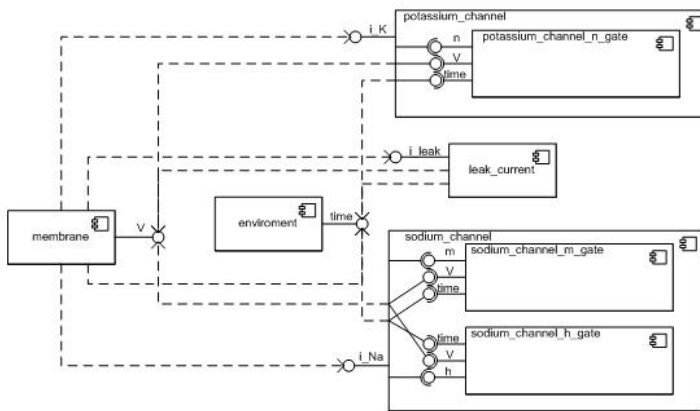 potassium_channel
i_K
n
potassium_channel_n_gate
V
time
i_leak
leak_current
membrane
V
enviroment
time
sodium_channel
m
sodium_channel_m_gate
V
time
time
sodium_channel_h_gate
V
i_Na
h